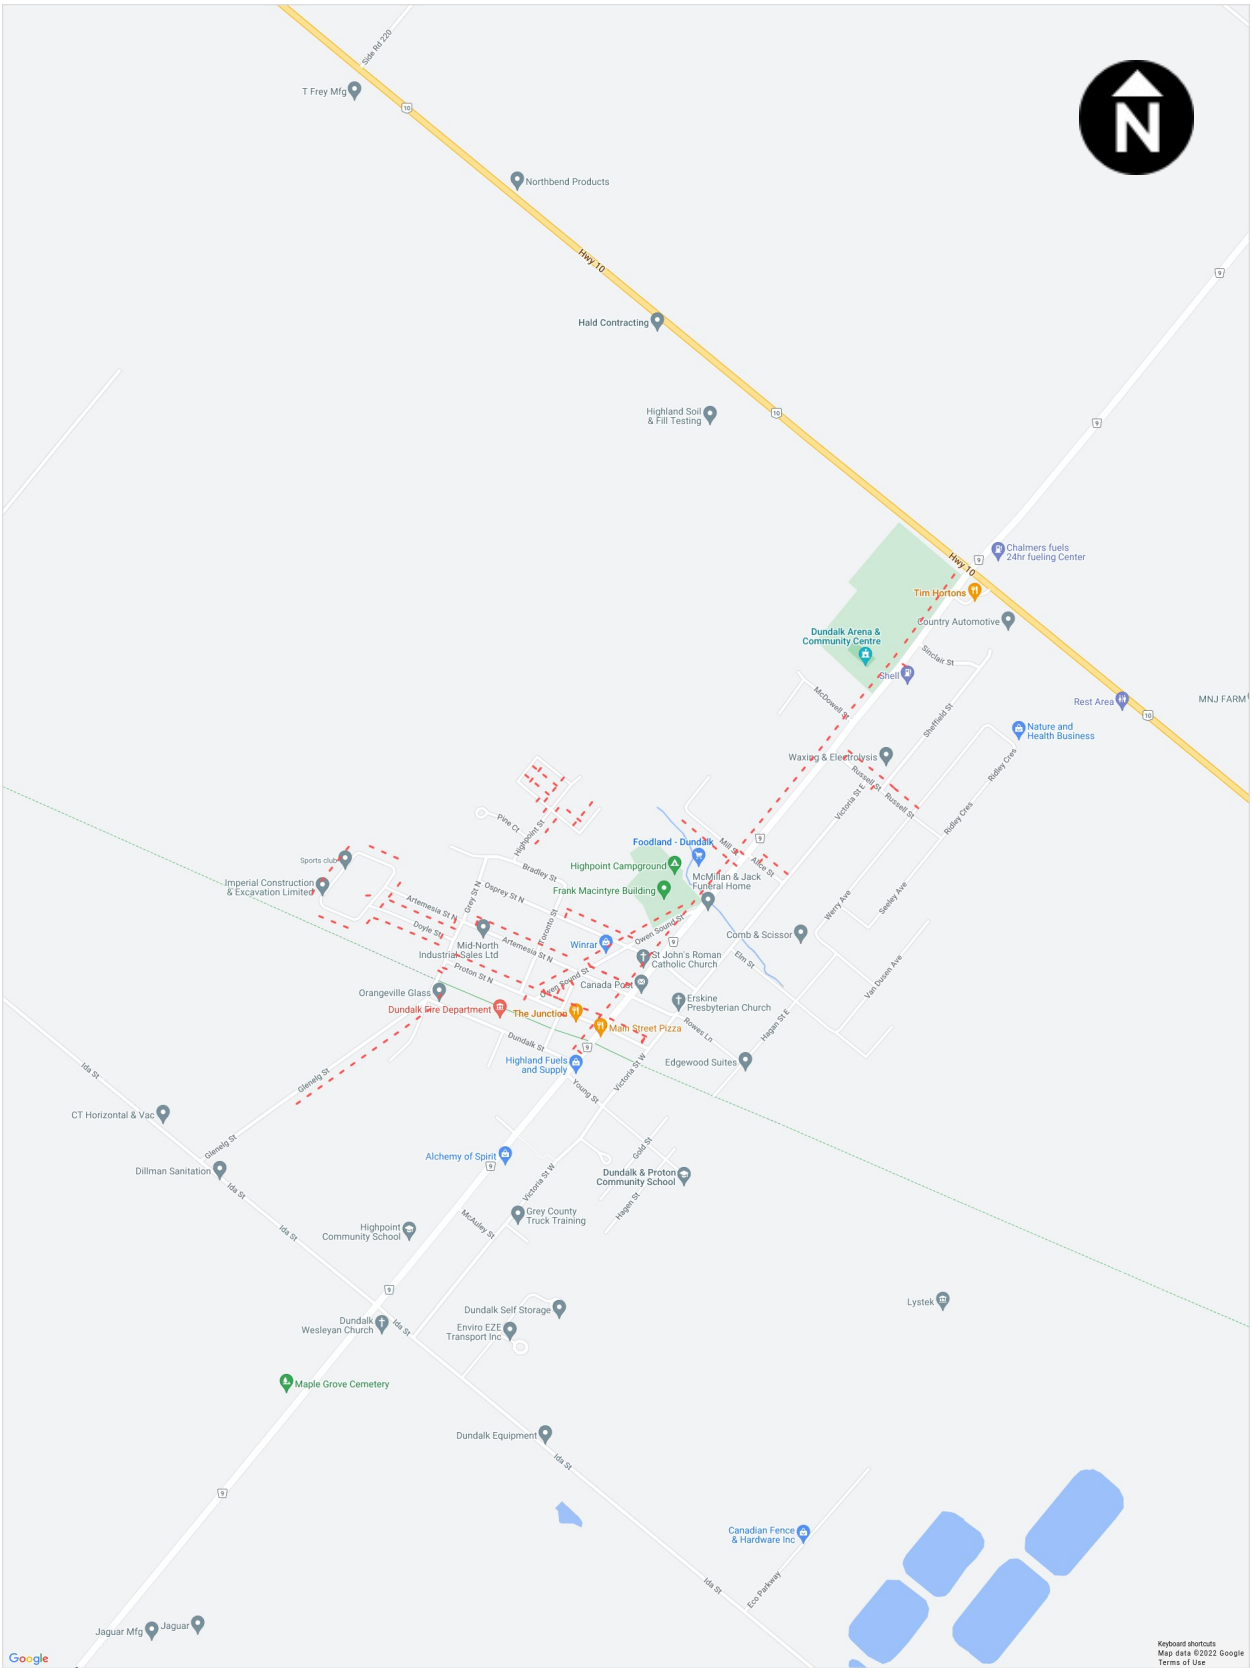 Side Rd 220
T Frey Mfg
10
N
Northbend Products
Hwy 10
9
Hald Contracting
Highland Soil
& Fill Testing
10
9
Chalmers fuels
24hr fueling Center
Hwy 10
9
Tim Hortons
Country Automotive
Dundalk Arena &
Community Centre
Sinclair St
Shell
McDowell St
Sheffield St
Rest Area
10
MNJ FARM
Nature and
Health Business
Waxing & Electrolysis
Russell St
Russell St
Victoria St E
Ridley Cres
Ridley Cres
Pine Ct
Highpoint St
Foodland - Dundalk
Mill St
9
Alice St
Sports club
Highpoint Campground
McMillan & Jack
Funeral Home
Bradley St
Imperial Construction
& Excavation Limited
Frank Macintyre Building
Grey St N
Osprey St N
Artemesia St N
Werry Ave
Seeley Ave
Doyle St
Toronto St
Owen Sound St
Comb & Scissor
Mid-North
Industrial Sales Ltd
Artemesia St N
Winrar
9
St John's Roman
Catholic Church
Elm St
Van Dusen Ave
Proton St N
Owen Sound St
Canada Post
Orangeville Glass
Erskine
Presbyterian Church
Dundalk Fire Department
The Junction
Main Street Pizza
Rowes Ln
Hagan St E
Dundalk St
9
Highland Fuels
and Supply
Edgewood Suites
Victoria St W
Young St
Ida St
Glenelg St
CT Horizontal & Vac
Glenelg St
Gold St
Alchemy of Spirit
9
Dillman Sanitation
Dundalk & Proton
Community School
Victoria St W
Ida St
Hagen St
Grey County
Truck Training
McAuley St
Highpoint
Community School
Ida St
9
Lystek
Dundalk Self Storage
Dundalk
Wesleyan Church
Ida St
Enviro EZE
Transport Inc
Maple Grove Cemetery
Dundalk Equipment
Ida St
9
Canadian Fence
& Hardware Inc
Ida St
Eco Parkway
Jaguar Mfg
Jaguar
Google
Keyboard shortcuts
Map data ©2022 Google
Terms of Use